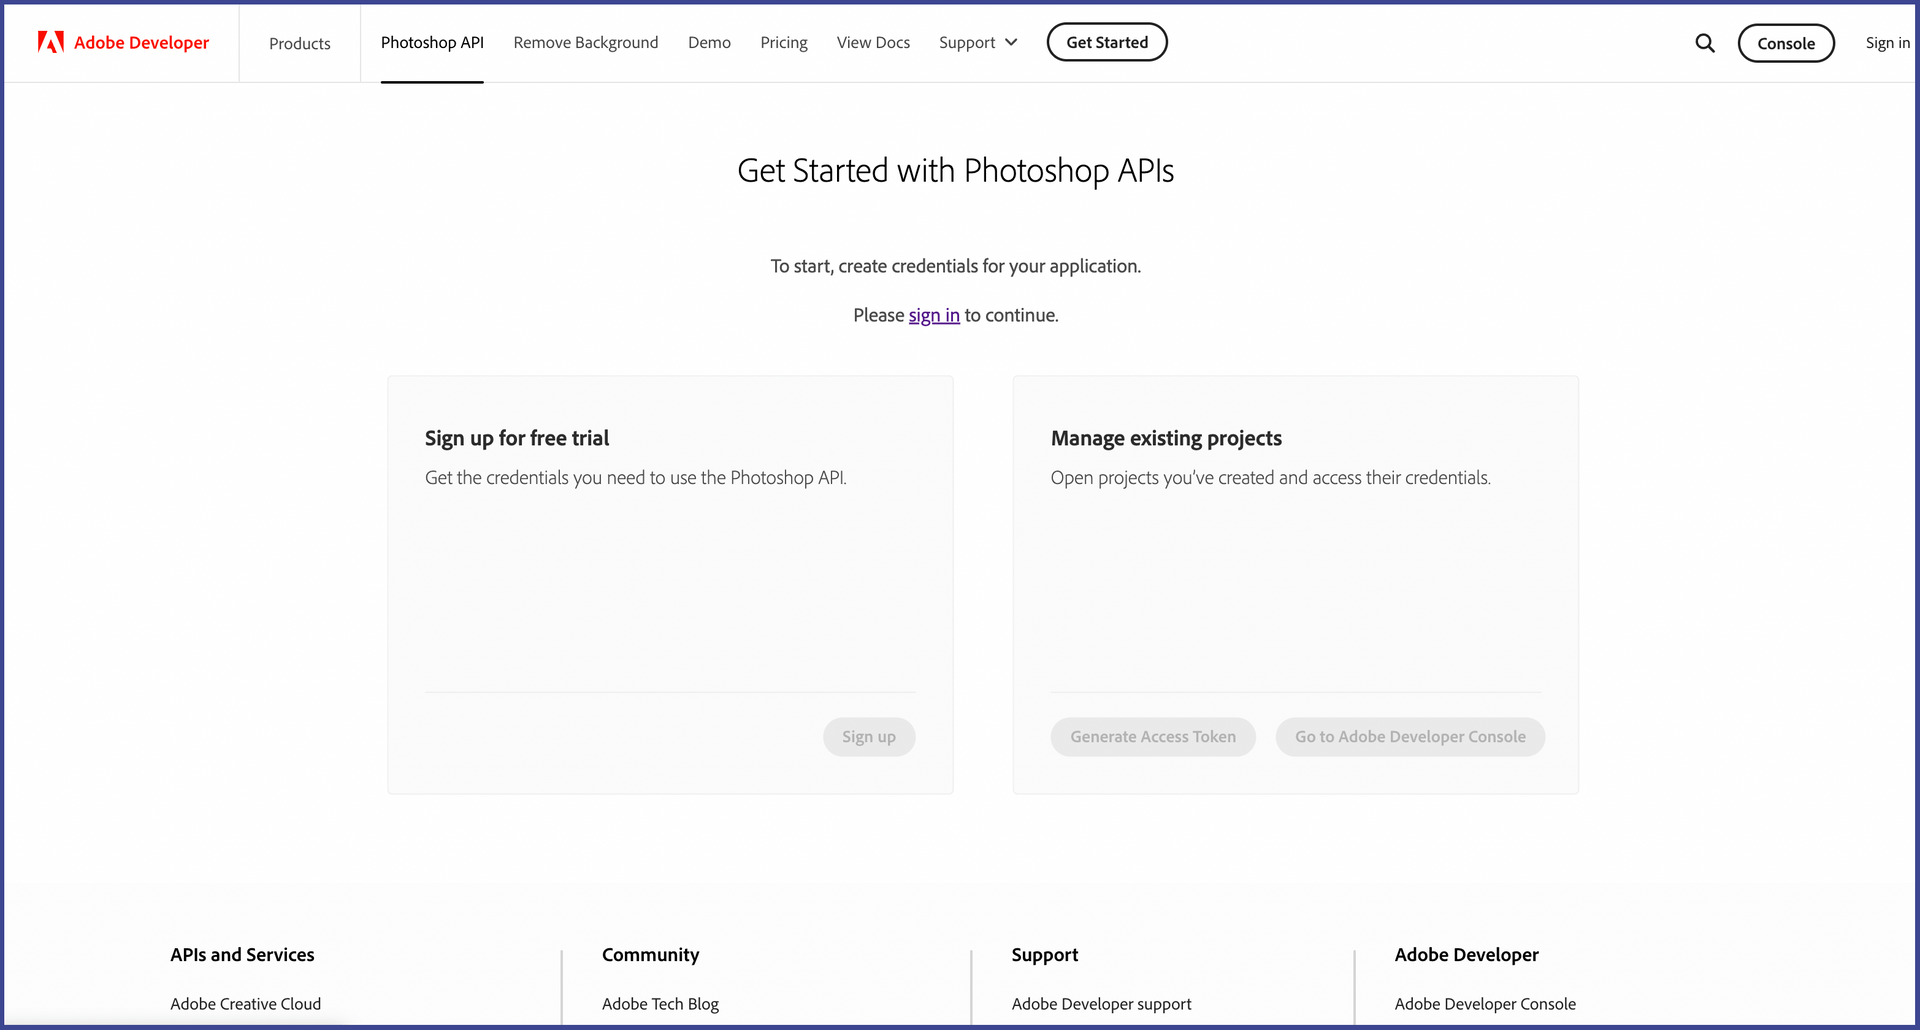 Adobe Developer
Products
Photoshop API
Remove Background
Demo
Pricing
View Docs
Support
Get Started
Console
Sign in
Get Started with Photoshop APIs
To start, create credentials for your application.
Please sign in to continue.
Sign up for free trial
Get the credentials you need to use the Photoshop API.
Sign up
Manage existing projects
Open projects you’ve created and access their credentials.
Generate Access Token
Go to Adobe Developer Console
APIs and Services
Adobe Creative Cloud
Community
Adobe Tech Blog
Support
Adobe Developer support
Adobe Developer
Adobe Developer Console